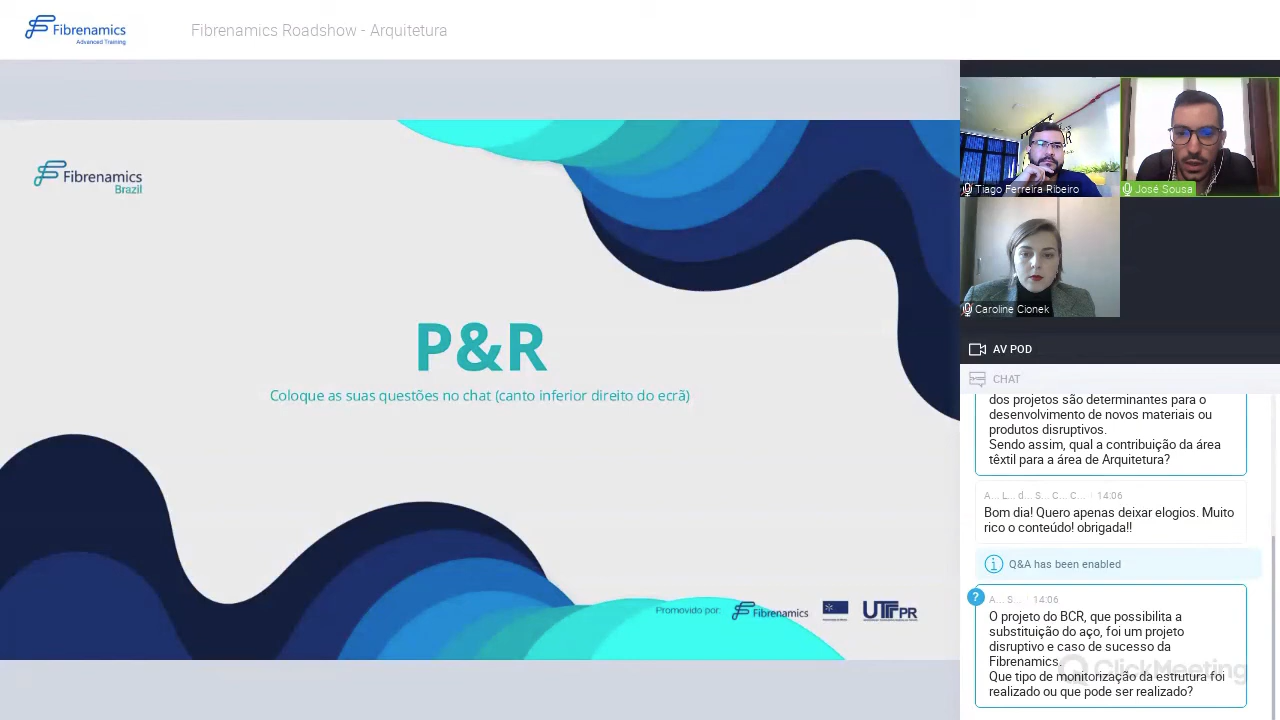 Fibrenamics
Advanced Training
Fibrenamics Roadshow - Arquitetura
Fibrenamics
Brazil
P&R
Coloque as suas questões no chat (canto inferior direito do ecrã)
Promovido por:
Fibrenamics
UTFPR
Tiago Ferreira Ribeiro
José Sousa
Caroline Cionek
AV POD
CHAT
dos projetos são determinantes para o
desenvolvimento de novos materiais ou
produtos disruptivos.
Sendo assim, qual a contribuição da área
têxtil para a área de Arquitetura?
A... L... d... S... C... C... 14:06
Bom dia! Quero apenas deixar elogios. Muito
rico o conteúdo! obrigada!!
Q&A has been enabled
?
A... S... 14:06
O projeto do BCR, que possibilita a
substituição do aço, foi um projeto
disruptivo e caso de sucesso da
Fibrenamics.
Que tipo de monitorização da estrutura foi
realizado ou que pode ser realizado?
ClickMeeting